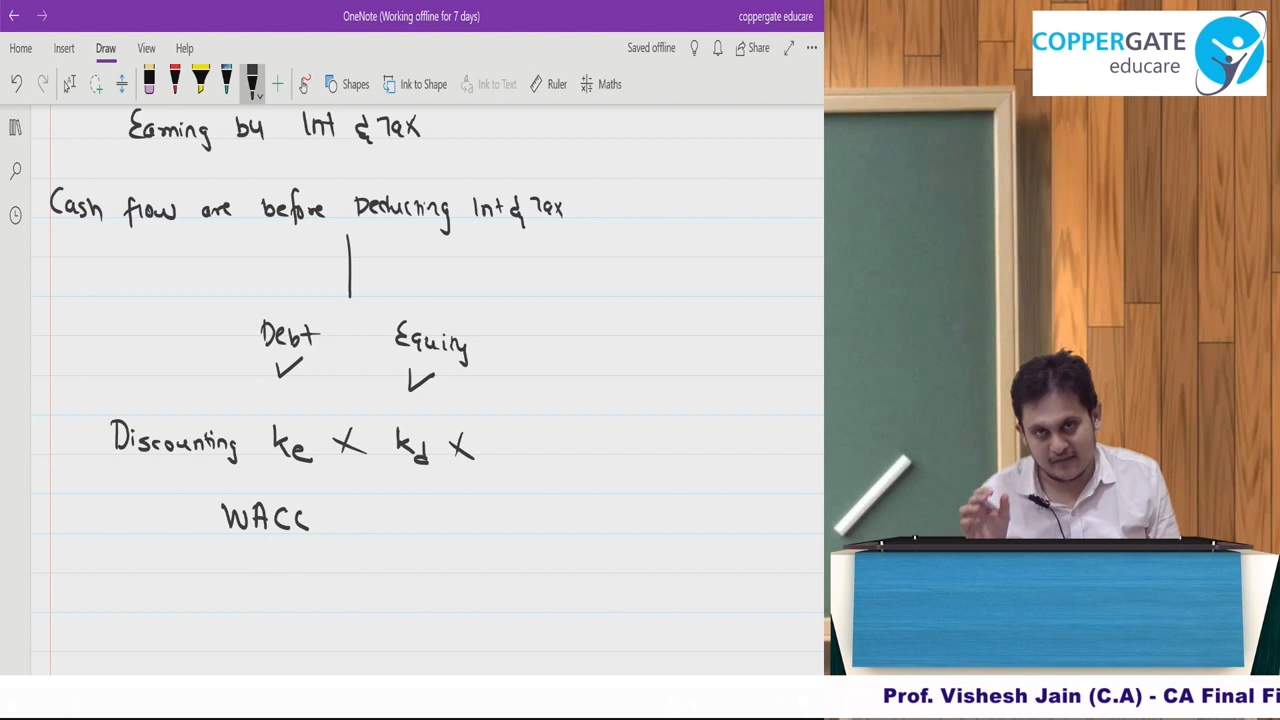 OneNote (Working offline for 7 days)
coppergate educare
Home Insert Draw View Help
Saved offline Share
Shapes Ink to Shape Ink to Text Ruler Maths
Earning by Int & Tax
Cash flow are before Deducting Int & Tax
Debt Equity
Discounting ke X kd X
WACC
COPPERGATE
educare
Prof. Vishesh Jain (C.A) - CA Final Fi